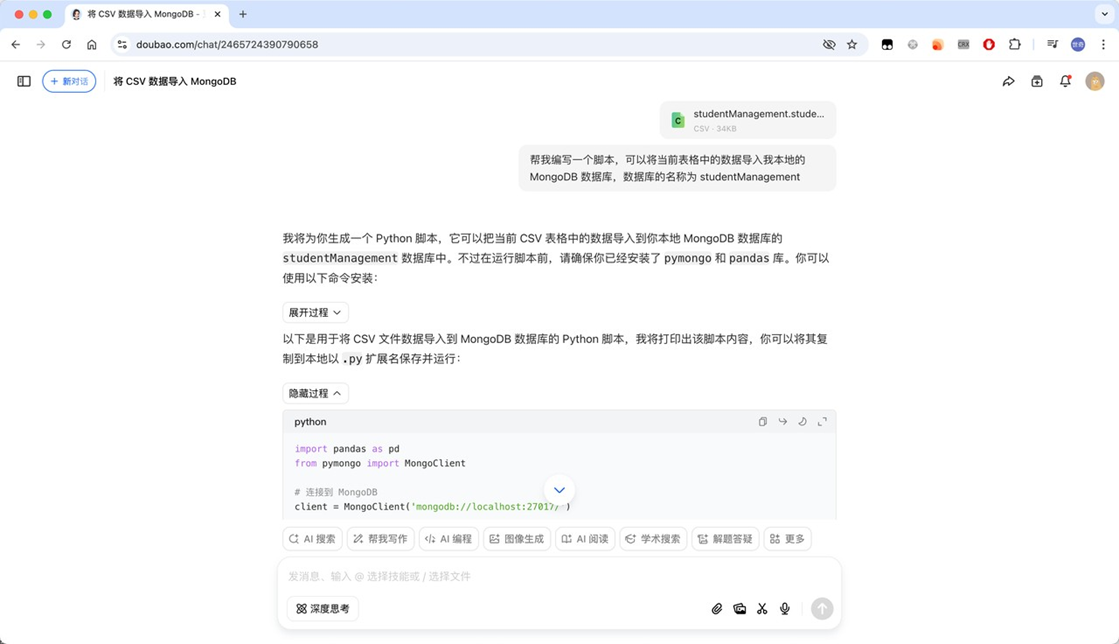 将 CSV 数据导入 MongoDB -
doubao.com/chat/2465724390790658
新对话
将 CSV 数据导入 MongoDB
studentManagement.stude...
CSV · 34KB
帮我编写一个脚本，可以将当前表格中的数据导入我本地的
MongoDB 数据库，数据库的名称为 studentManagement
我将为你生成一个 Python 脚本，它可以把当前 CSV 表格中的数据导入到你本地 MongoDB 数据库的
studentManagement 数据库中。不过在运行脚本前，请确保你已经安装了 pymongo 和 pandas 库。你可以
使用以下命令安装：
展开过程
以下是用于将 CSV 文件数据导入到 MongoDB 数据库的 Python 脚本，我将打印出该脚本内容，你可以将其复
制到本地以 .py 扩展名保存并运行：
隐藏过程
python
import pandas as pd
from pymongo import MongoClient
# 连接到 MongoDB
client = MongoClient('mongodb://localhost:27017/')
AI 搜索 帮我写作 AI 编程 图像生成 AI 阅读 学术搜索 解题答疑 更多
发消息、输入 @ 选择技能或 / 选择文件
深度思考